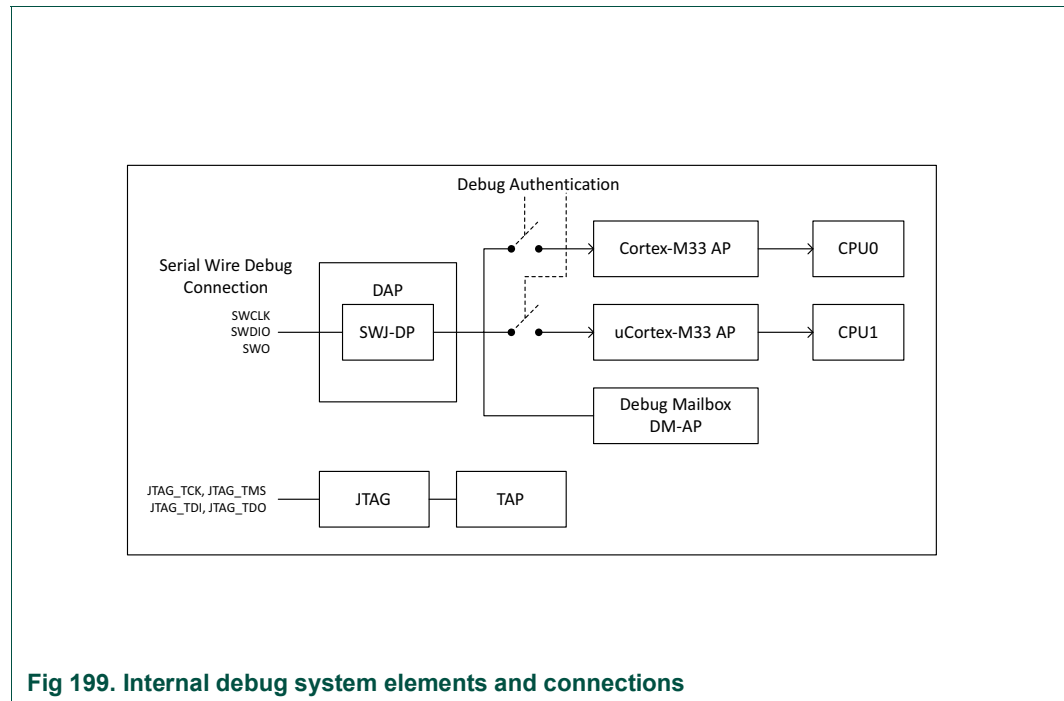 Debug Authentication
Cortex-M33 AP
CPU0
Serial Wire Debug
Connection
DAP
SWCLK
SWDIO
SWO
SWJ-DP
uCortex-M33 AP
CPU1
Debug Mailbox
DM-AP
JTAG_TCK, JTAG_TMS
JTAG_TDI, JTAG_TDO
JTAG
TAP
Fig 199. Internal debug system elements and connections